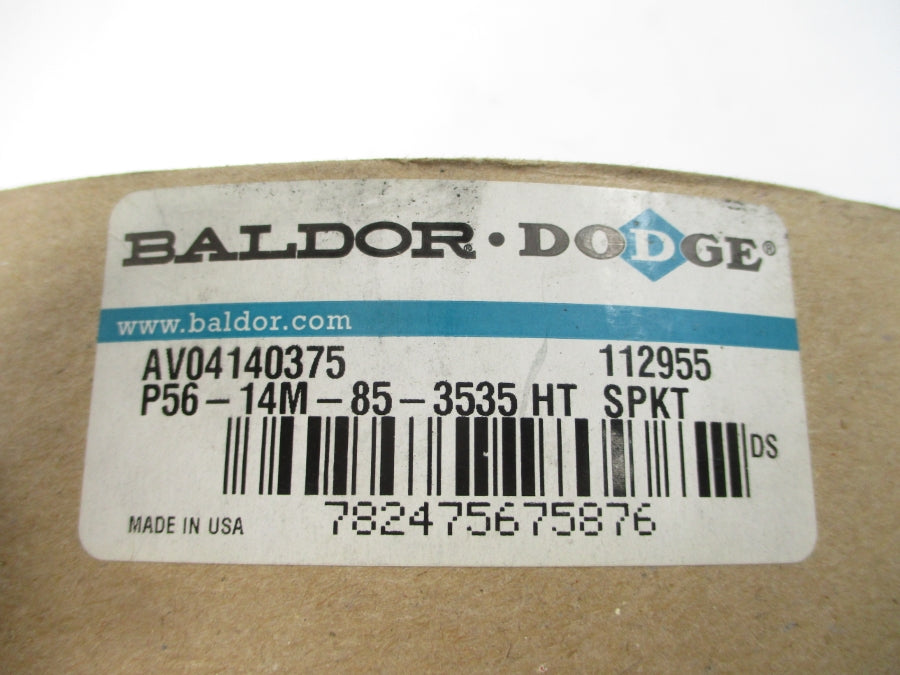 BALDOR® • DODGE®
www.baldor.com
AV04140375 112955
P56-14M-85-3535 HT SPKT
DS
782475675876
MADE IN USA